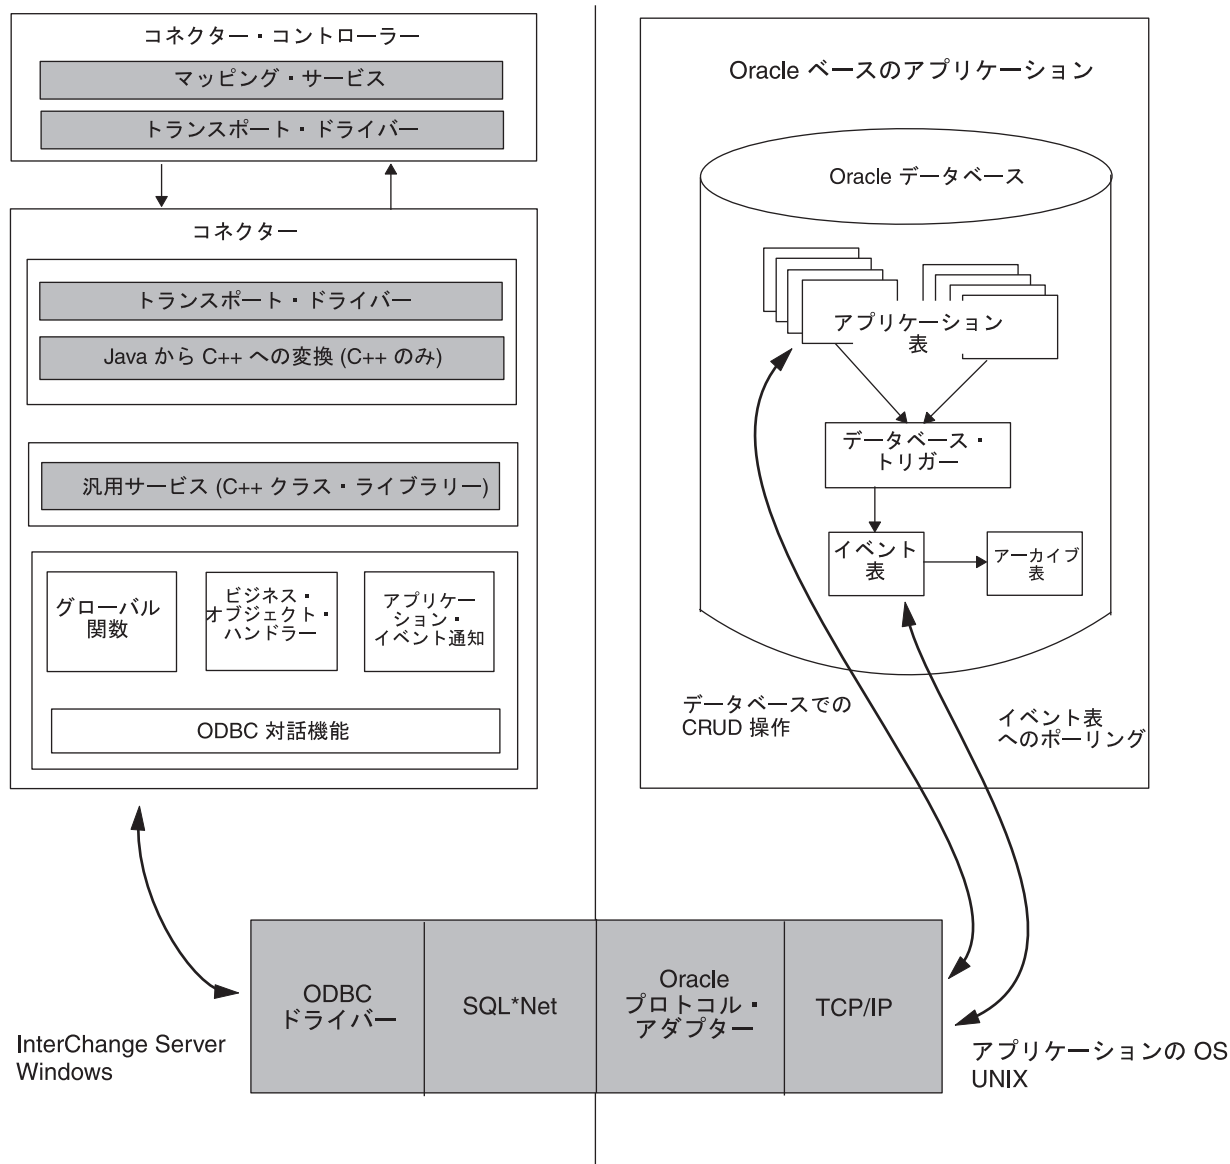 コネクター・コントローラー
マッピング・サービス
トランスポート・ドライバー
コネクター
トランスポート・ドライバー
Java から C++ への変換 (C++ のみ)
汎用サービス (C++ クラス・ライブラリー)
グローバル
関数
ビジネス・
オブジェクト・
ハンドラー
アプリケー
ション・
イベント通知
ODBC 対話機能
Oracle ベースのアプリケーション
Oracle データベース
アプリケーション
表
データベース・
トリガー
イベント
表
アーカイブ
表
データベースでの
CRUD 操作
イベント表
へのポーリング
ODBC
ドライバー
SQL*Net
Oracle
プロトコル・
アダプター
TCP/IP
InterChange Server
Windows
アプリケーションの OS
UNIX